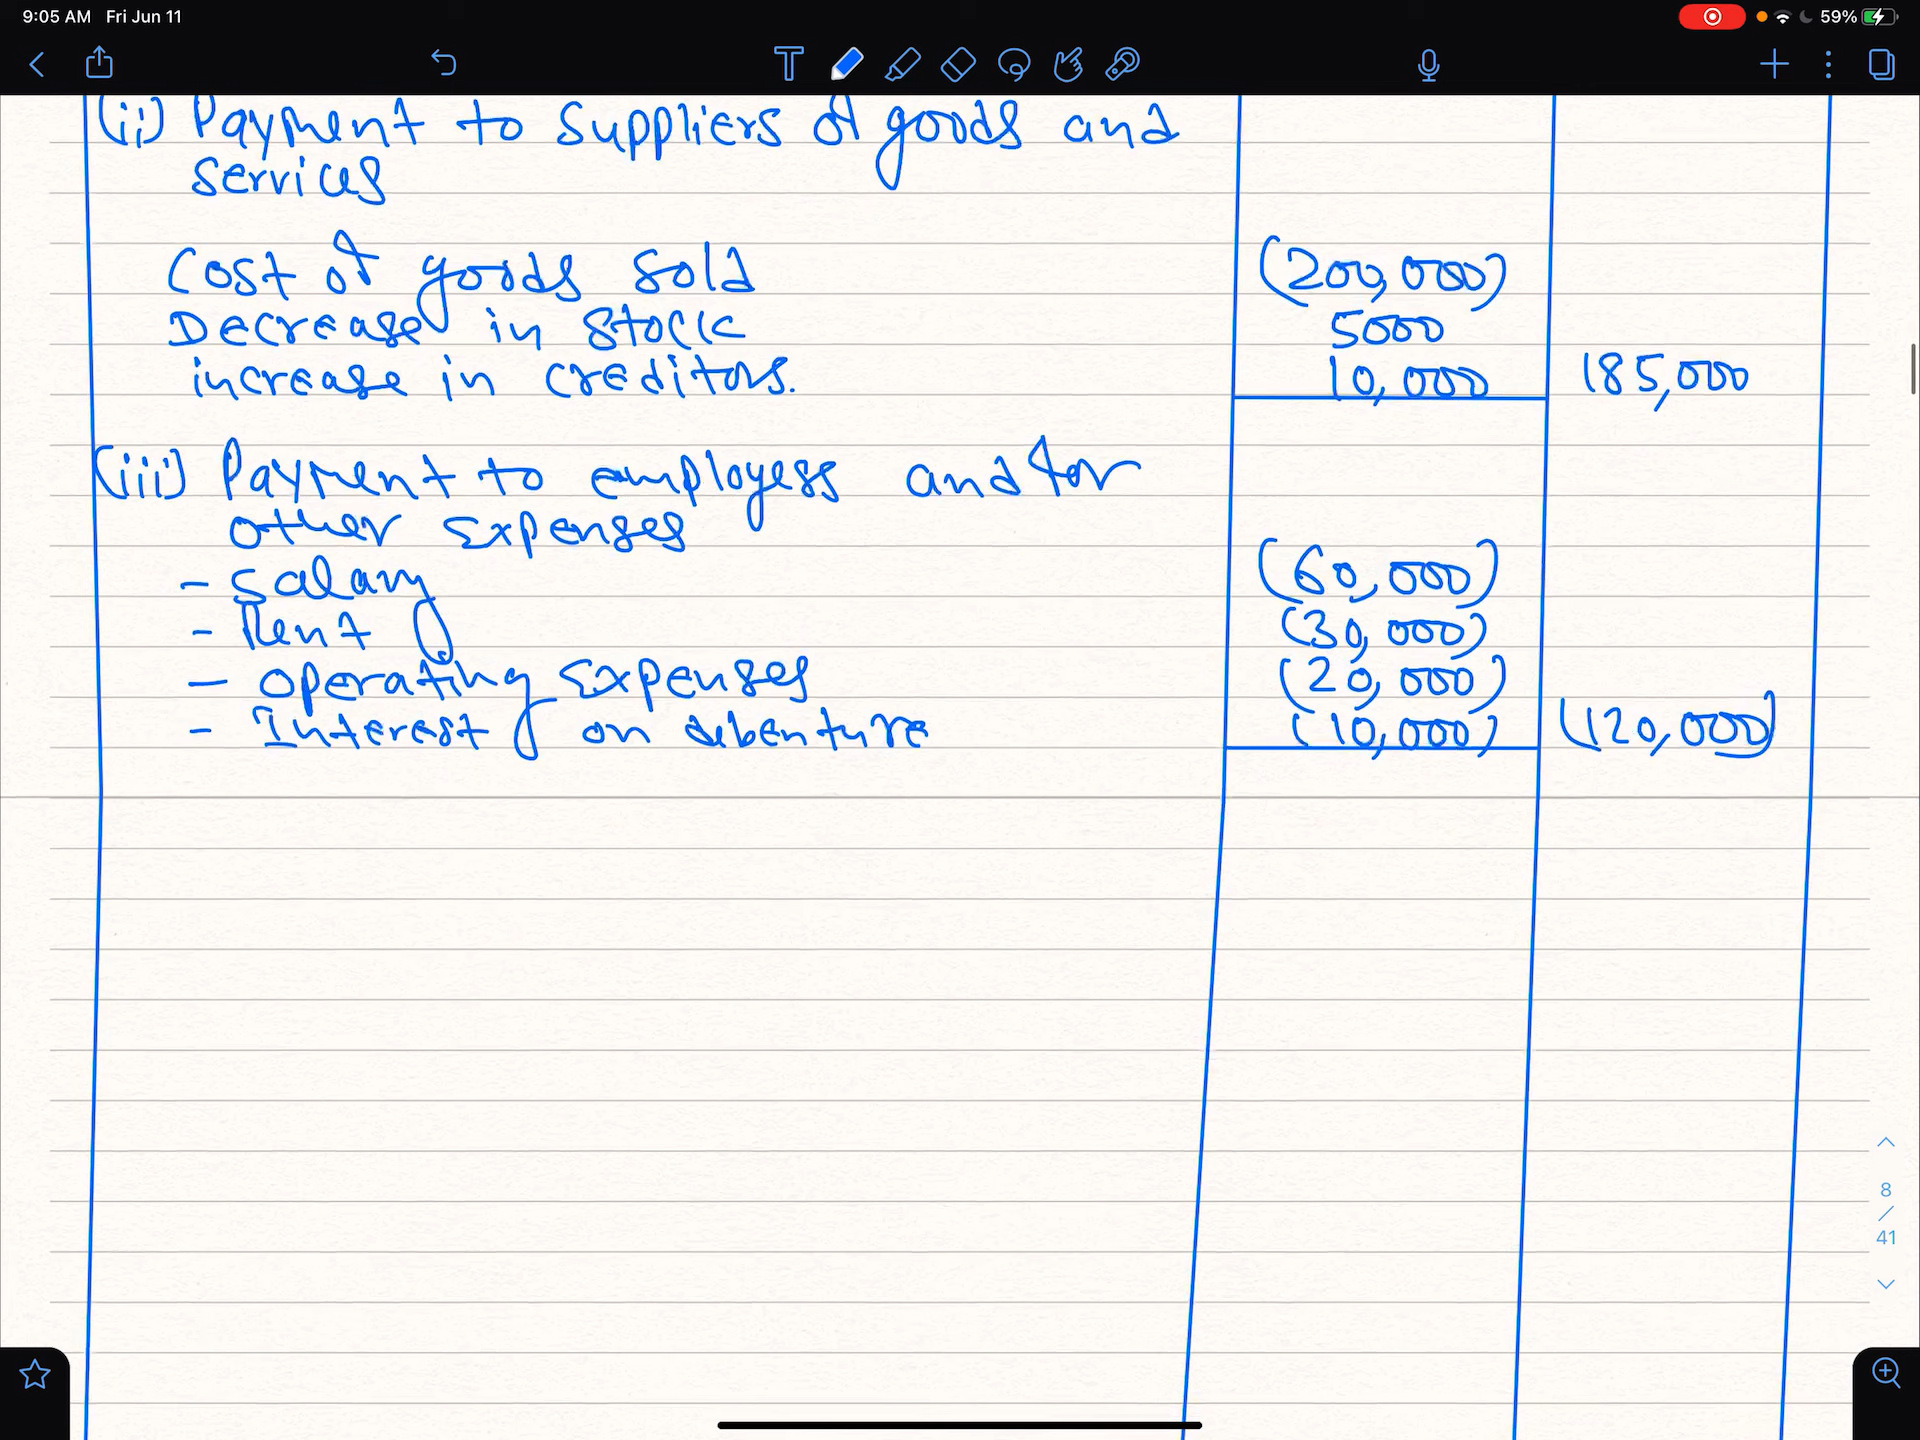 9:05 AM Fri Jun 11 59%
(ii) Payment to suppliers of goods and
services
Cost of goods sold (200,000)
Decrease in stock 5000
increase in creditors. 10,000 185,000
(iii) Payment to employess and for
other expenses
- Salary (60,000)
- Rent (30,000)
- operating expenses (20,000)
- Interest on debenture (10,000) (120,000)
8
/
41